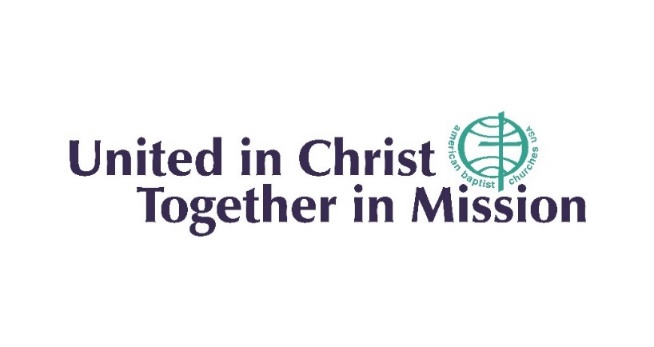 United in Christ
Together in Mission
american baptist churches USA